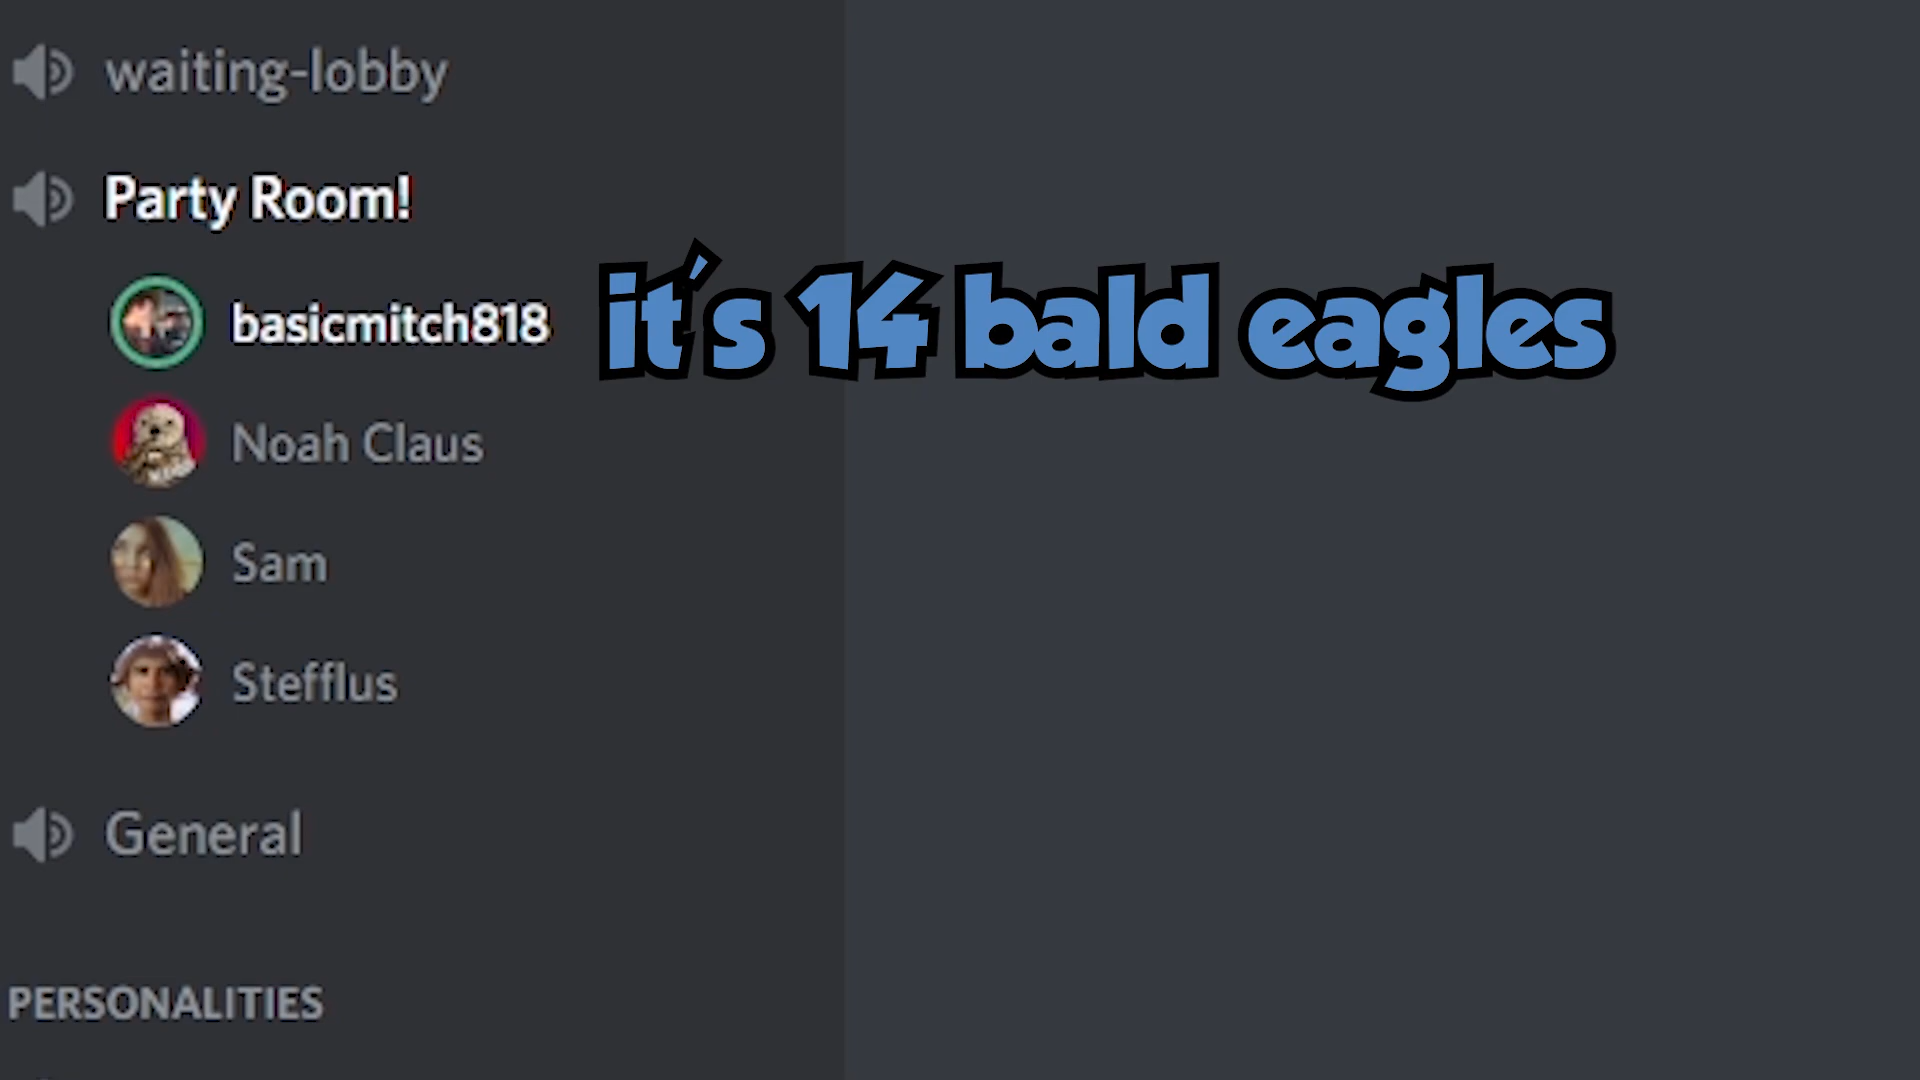 waiting-lobby
Party Room!
basicmitch818 it's 14 bald eagles
Noah Claus
Sam
Stefflus
General
PERSONALITIES